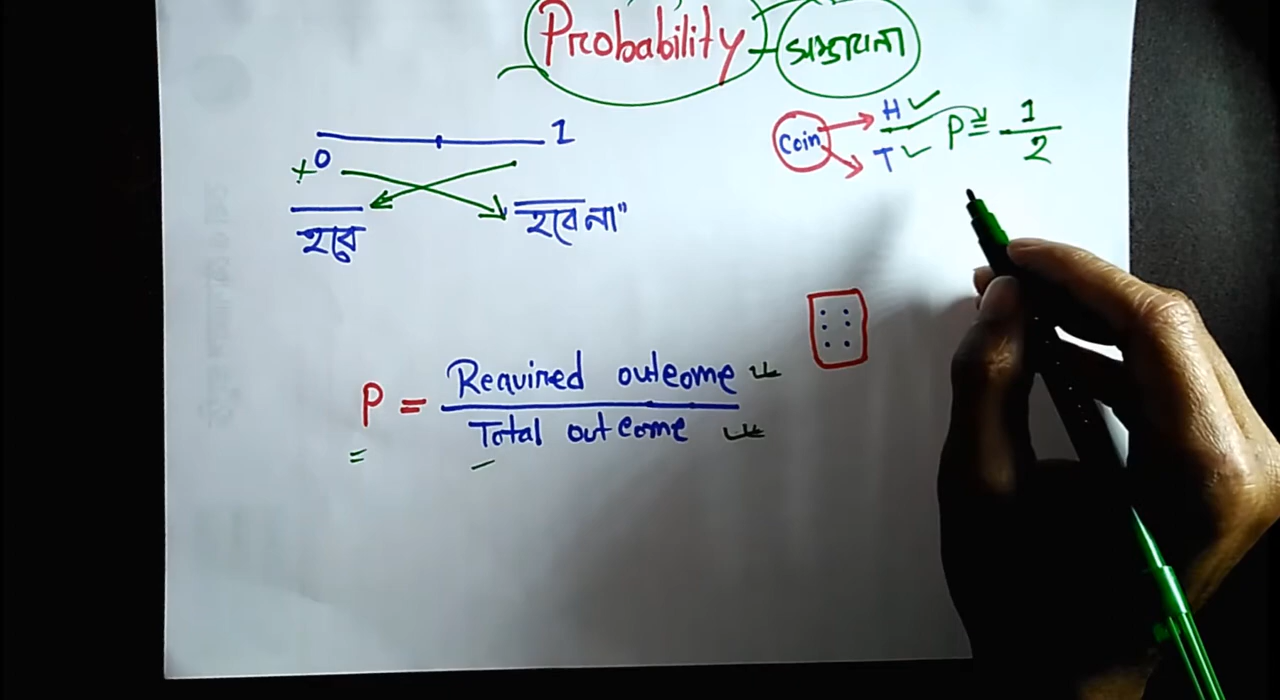 Probability - সম্ভাবনা
0 1
হবে হবেনা"
Coin H T P = 1/2
P = Required outcome
Total outcome